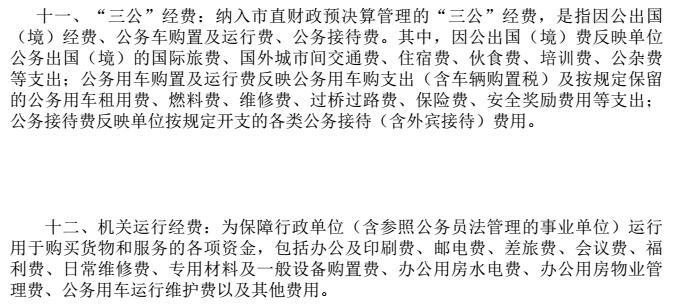 十一、“三公”经费：纳入市直财政预决算管理的“三公”经费，是指因公出国
（境）经费、公务车购置及运行费、公务接待费。其中，因公出国（境）费反映单位
公务出国（境）的国际旅费、国外城市间交通费、住宿费、伙食费、培训费、公杂费
等支出；公务用车购置及运行费反映公务用车购支出（含车辆购置税）及按规定保留
的公务用车租用费、燃料费、维修费、过桥过路费、保险费、安全奖励费用等支出；
公务接待费反映单位按规定开支的各类公务接待（含外宾接待）费用。
十二、机关运行经费：为保障行政单位（含参照公务员法管理的事业单位）运行
用于购买货物和服务的各项资金，包括办公及印刷费、邮电费、差旅费、会议费、福
利费、日常维修费、专用材料及一般设备购置费、办公用房水电费、办公用房物业管
理费、公务用车运行维护费以及其他费用。